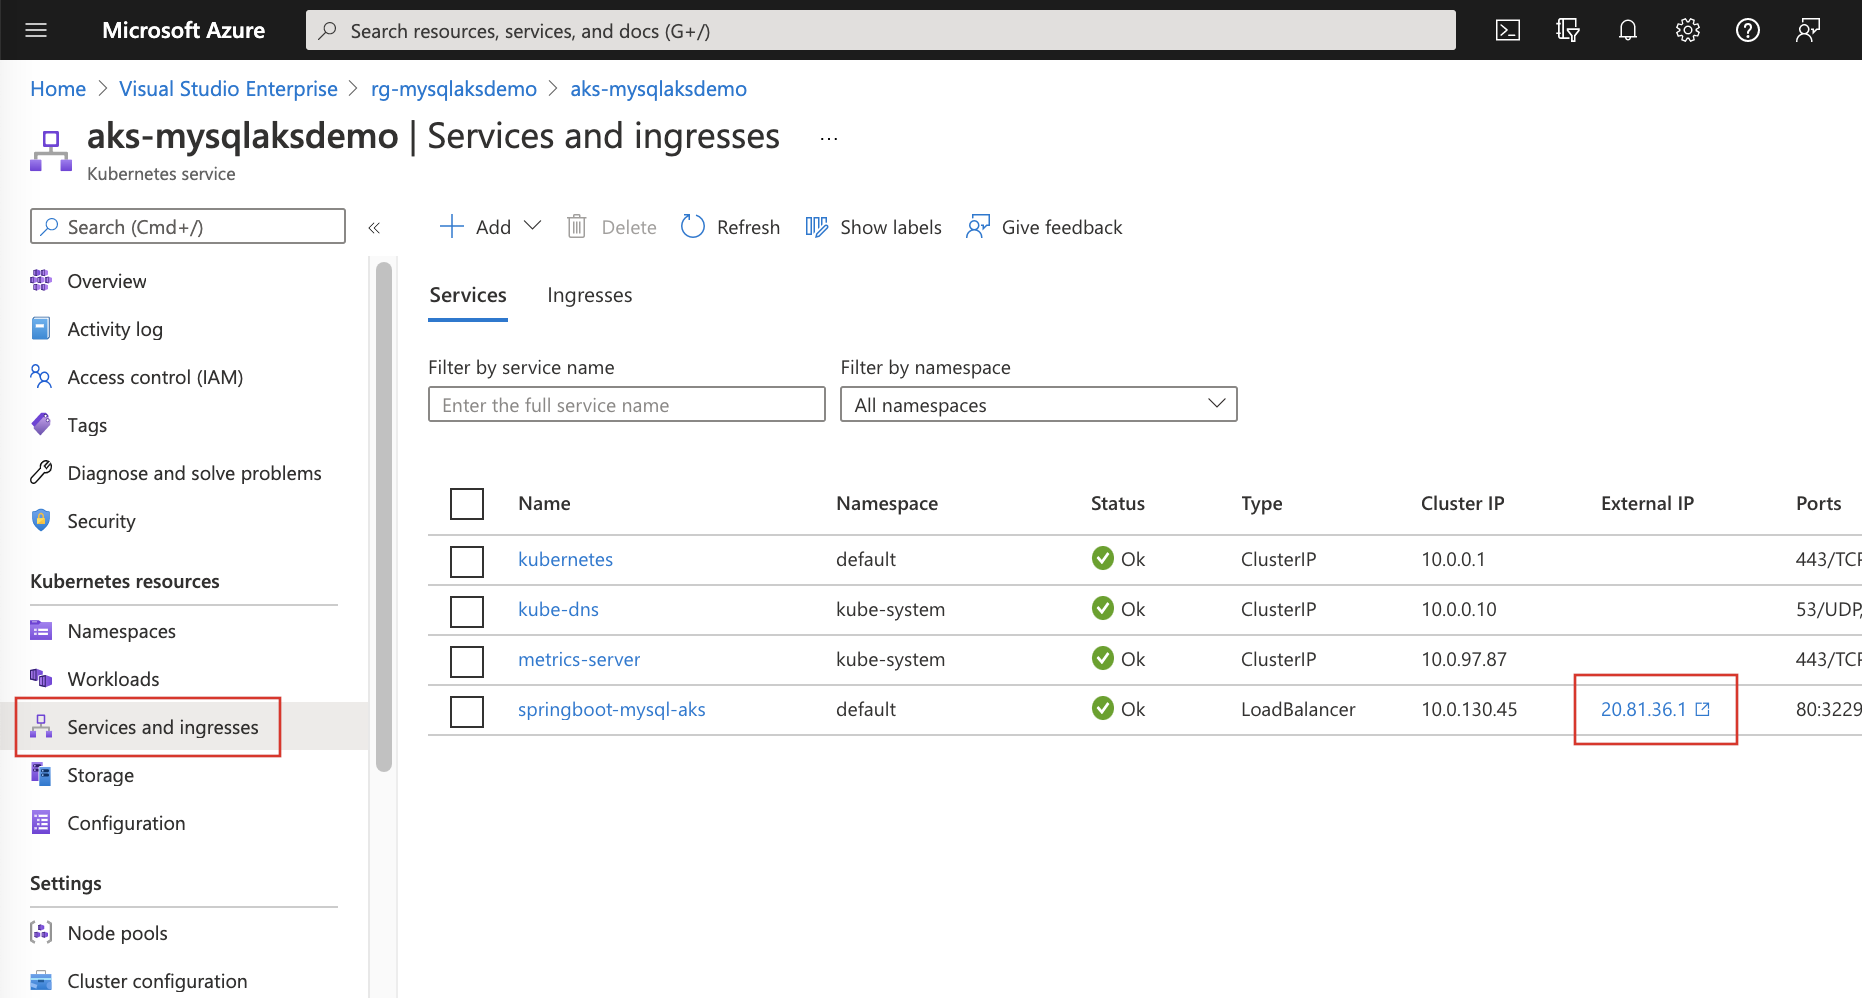 Microsoft Azure
Search resources, services, and docs (G+/)
Home > Visual Studio Enterprise > rg-mysqlaksdemo > aks-mysqlaksdemo
aks-mysqlaksdemo | Services and ingresses ...
Kubernetes service
Search (Cmd+/) «
Add Delete Refresh Show labels Give feedback
Overview
Activity log
Access control (IAM)
Tags
Diagnose and solve problems
Security
Kubernetes resources
Namespaces
Workloads
Services and ingresses
Storage
Configuration
Settings
Node pools
Cluster configuration
Services Ingresses
Filter by service name Filter by namespace
Enter the full service name All namespaces
Name Namespace Status Type Cluster IP External IP Ports
kubernetes default Ok ClusterIP 10.0.0.1 443/TCP
kube-dns kube-system Ok ClusterIP 10.0.0.10 53/UDP,
metrics-server kube-system Ok ClusterIP 10.0.97.87 443/TCP
springboot-mysql-aks default Ok LoadBalancer 10.0.130.45 20.81.36.1 80:3229